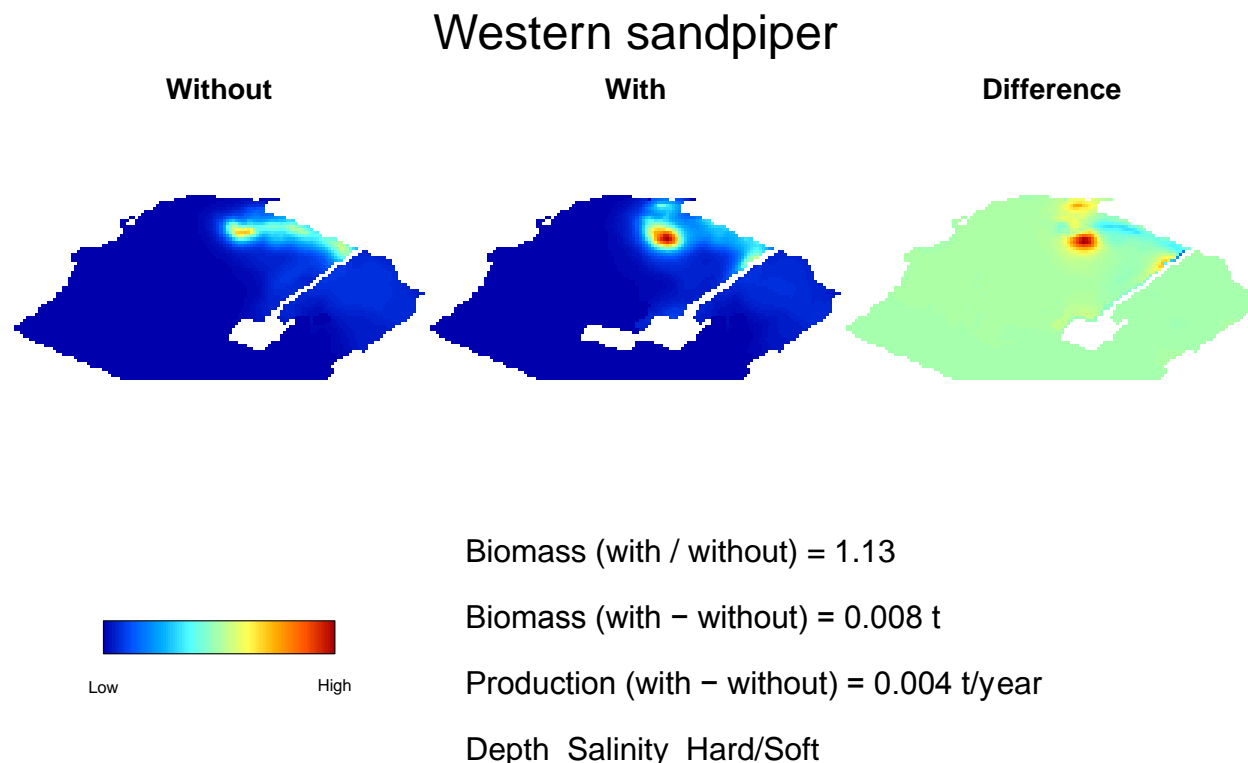 Western sandpiper
Without With Difference
Biomass (with / without) = 1.13
Biomass (with − without) = 0.008 t
Low High
Production (with − without) = 0.004 t/year
Depth Salinity Hard/Soft